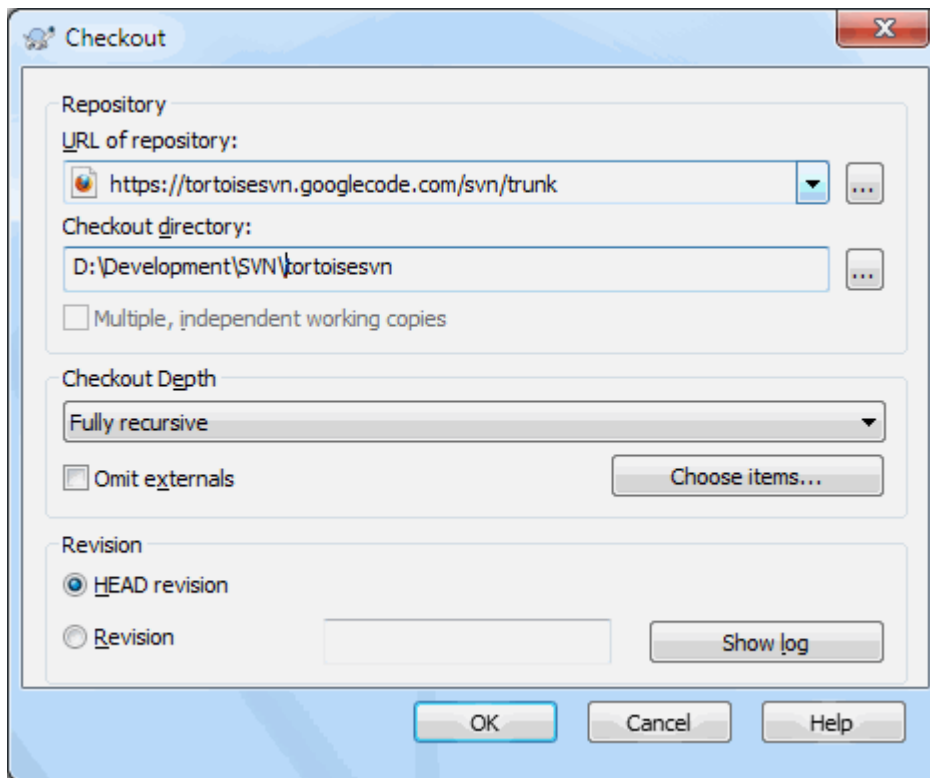 Checkout
Repository
URL of repository:
https://tortoisesvn.googlecode.com/svn/trunk
...
Checkout directory:
D:\Development\SVN\tortoisesvn
...
Multiple, independent working copies
Checkout Depth
Fully recursive
Omit externals
Choose items...
Revision
HEAD revision
Revision
Show log
OK
Cancel
Help